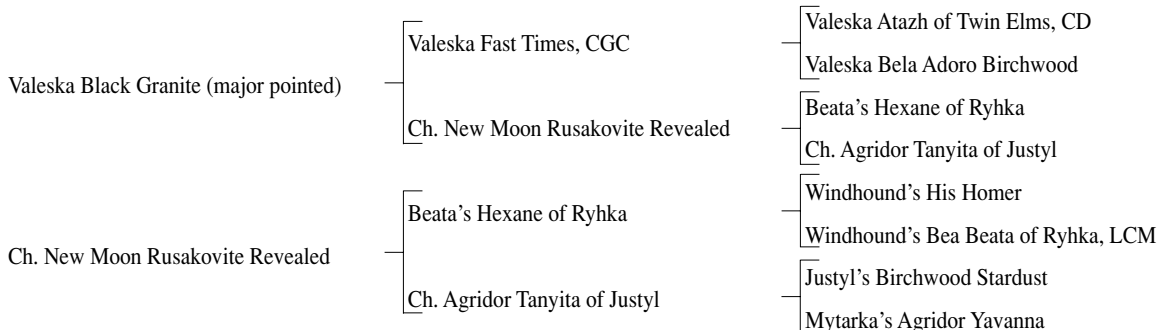 Valeska Atazh of Twin Elms, CD
Valeska Fast Times, CGC
Valeska Bela Adoro Birchwood
Valeska Black Granite (major pointed)
Beata’s Hexane of Ryhka
Ch. New Moon Rusakovite Revealed
Ch. Agridor Tanyita of Justyl
Windhound’s His Homer
Beata’s Hexane of Ryhka
Windhound’s Bea Beata of Ryhka, LCM
Ch. New Moon Rusakovite Revealed
Justyl’s Birchwood Stardust
Ch. Agridor Tanyita of Justyl
Mytarka’s Agridor Yavanna